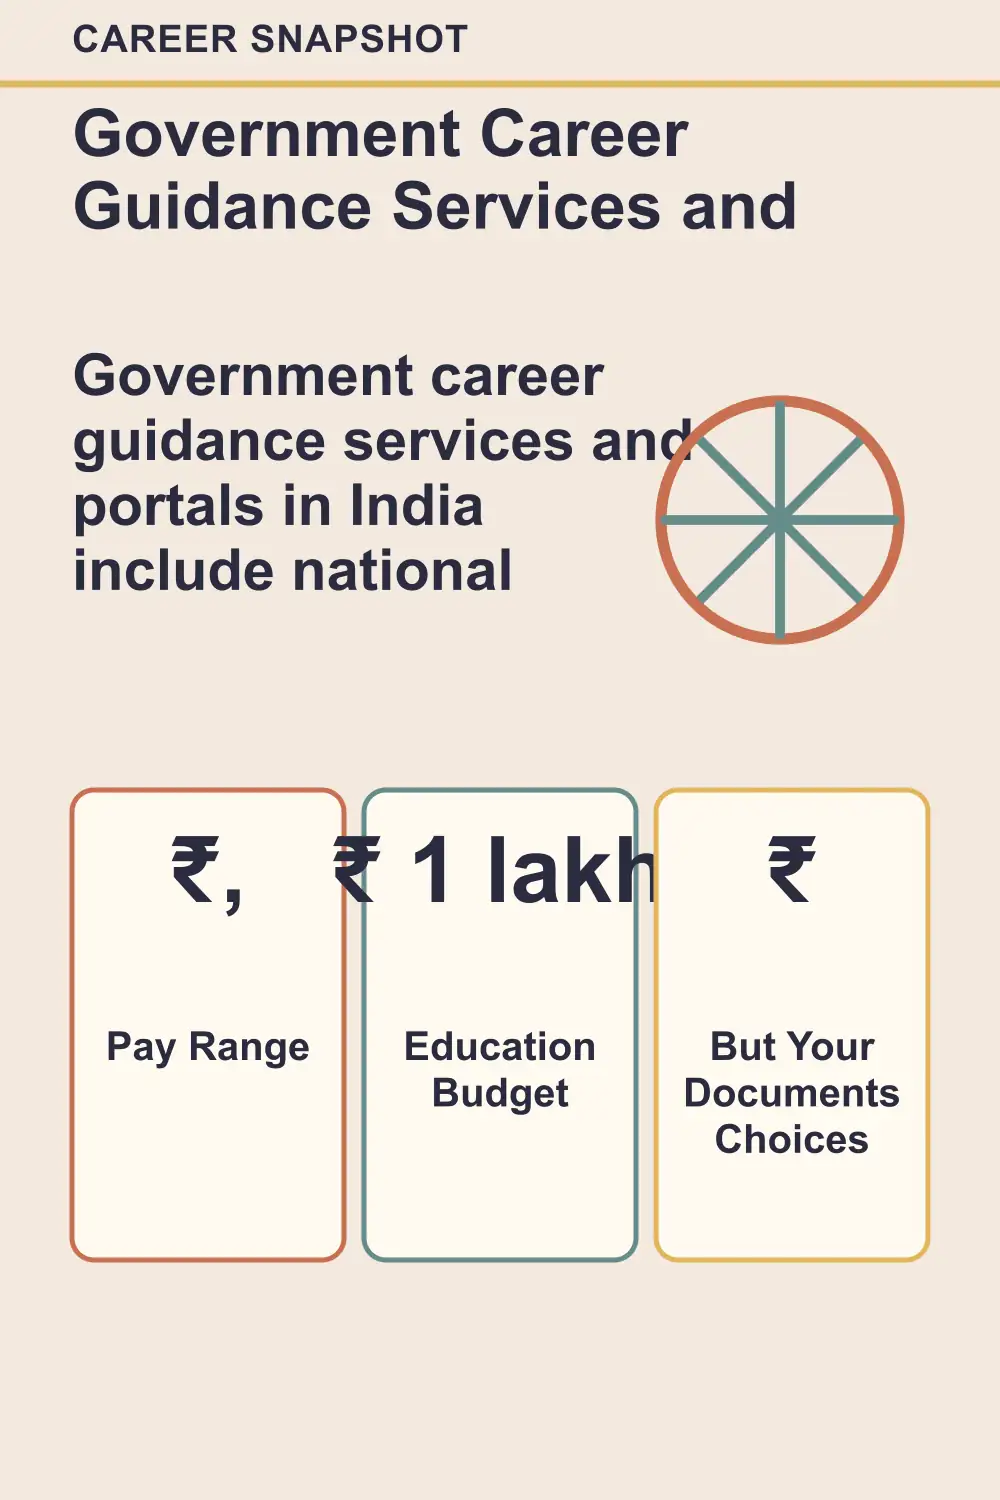 CAREER SNAPSHOT
Government Career
Guidance Services and
Government career
guidance services and
portals in India
include national
₹,
₹ 1 lakh
₹
Pay Range
Education
Budget
But Your
Documents
Choices